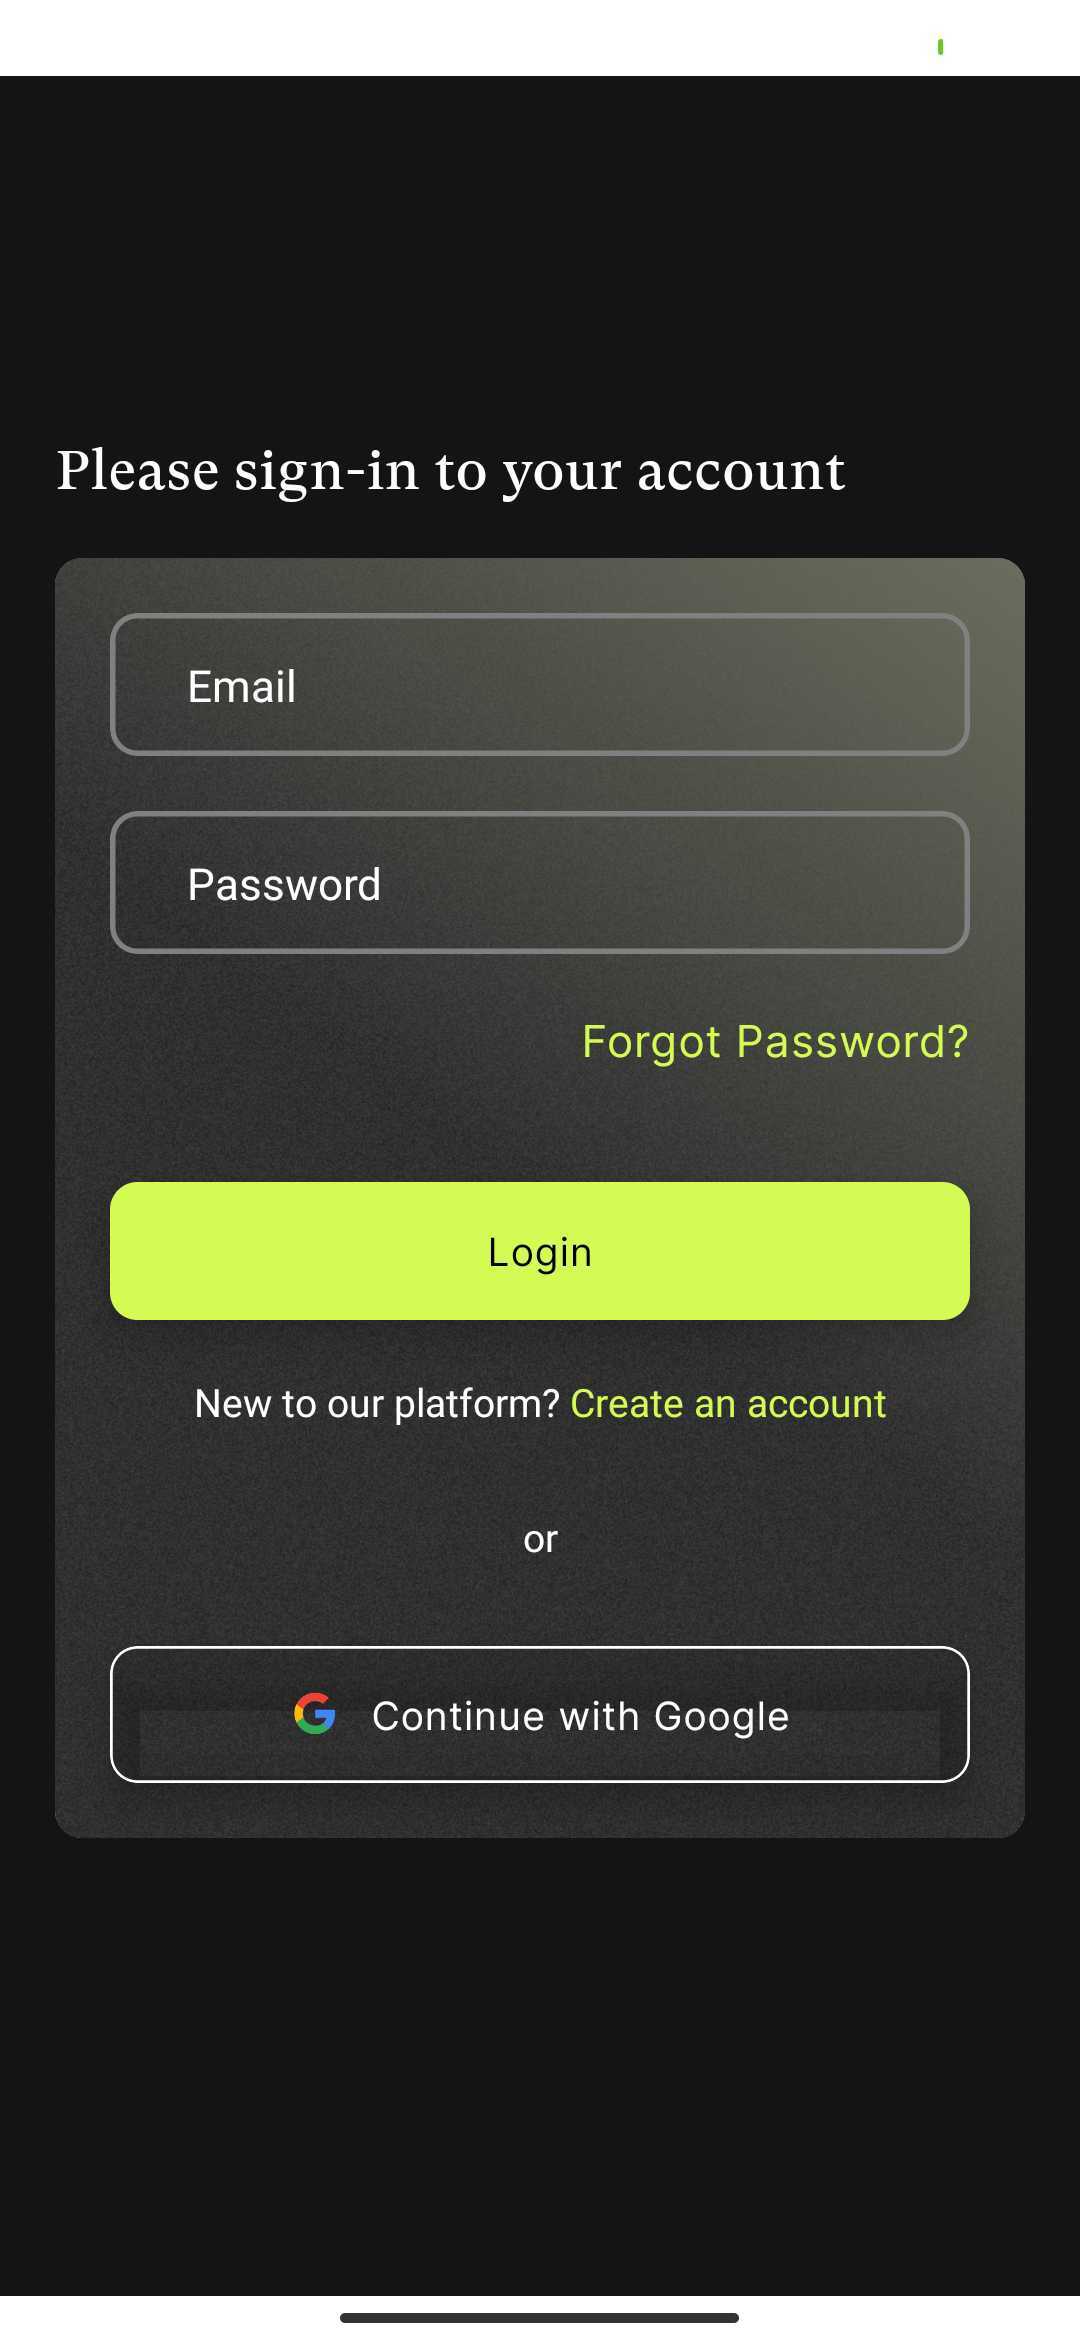 Please sign-in to your account
Email
Password
Forgot Password?
Login
New to our platform? Create an account
or
Continue with Google